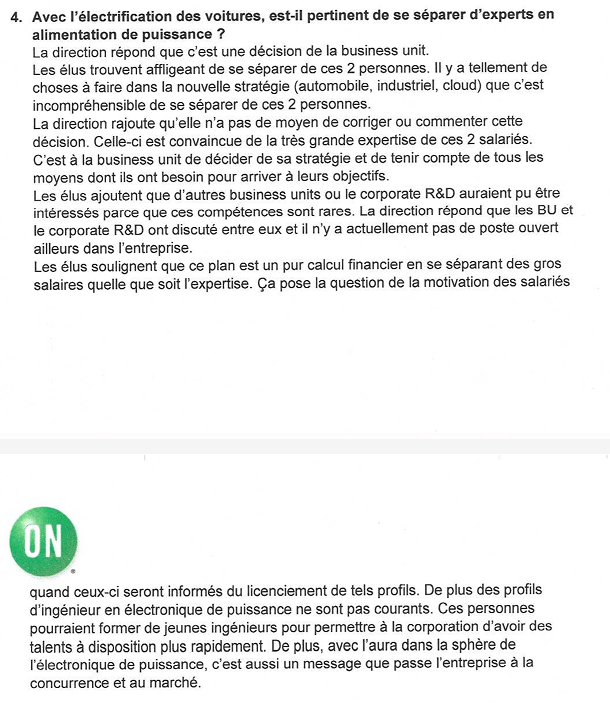 4. Avec l'électrification des voitures, est-il pertinent de se séparer d'experts en
alimentation de puissance ?
La direction répond que c'est une décision de la business unit.
Les élus trouvent affligeant de se séparer de ces 2 personnes. Il y a tellement de
choses à faire dans la nouvelle stratégie (automobile, industriel, cloud) que c'est
incompréhensible de se séparer de ces 2 personnes.
La direction rajoute qu'elle n'a pas de moyen de corriger ou commenter cette
décision. Celle-ci est convaincue de la très grande expertise de ces 2 salariés.
C'est à la business unit de décider de sa stratégie et de tenir compte de tous les
moyens dont ils ont besoin pour arriver à leurs objectifs.
Les élus ajoutent que d'autres business units ou le corporate R&D auraient pu être
intéressés parce que ces compétences sont rares. La direction répond que les BU et
le corporate R&D ont discuté entre eux et il n'y a actuellement pas de poste ouvert
ailleurs dans l'entreprise.
Les élus soulignent que ce plan est un pur calcul financier en se séparant des gros
salaires quelle que soit l'expertise. Ça pose la question de la motivation des salariés
ON
quand ceux-ci seront informés du licenciement de tels profils. De plus des profils
d'ingénieur en électronique de puissance ne sont pas courants. Ces personnes
pourraient former de jeunes ingénieurs pour permettre à la corporation d'avoir des
talents à disposition plus rapidement. De plus, avec l'aura dans la sphère de
l'électronique de puissance, c'est aussi un message que passe l'entreprise à la
concurrence et au marché.